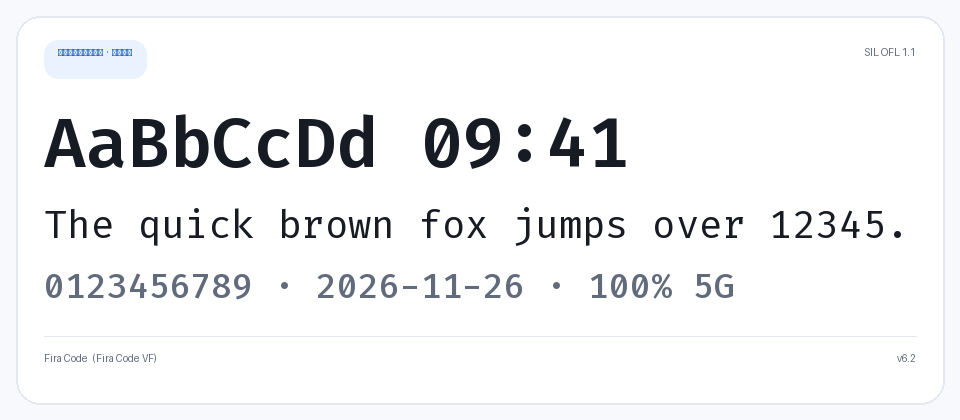 SIL OFL 1.1
AaBbCcDd 09:41
The quick brown fox jumps over 12345.
0123456789 · 2026-11-26 · 100% 5G
Fira Code (Fira Code VF)
v6.2